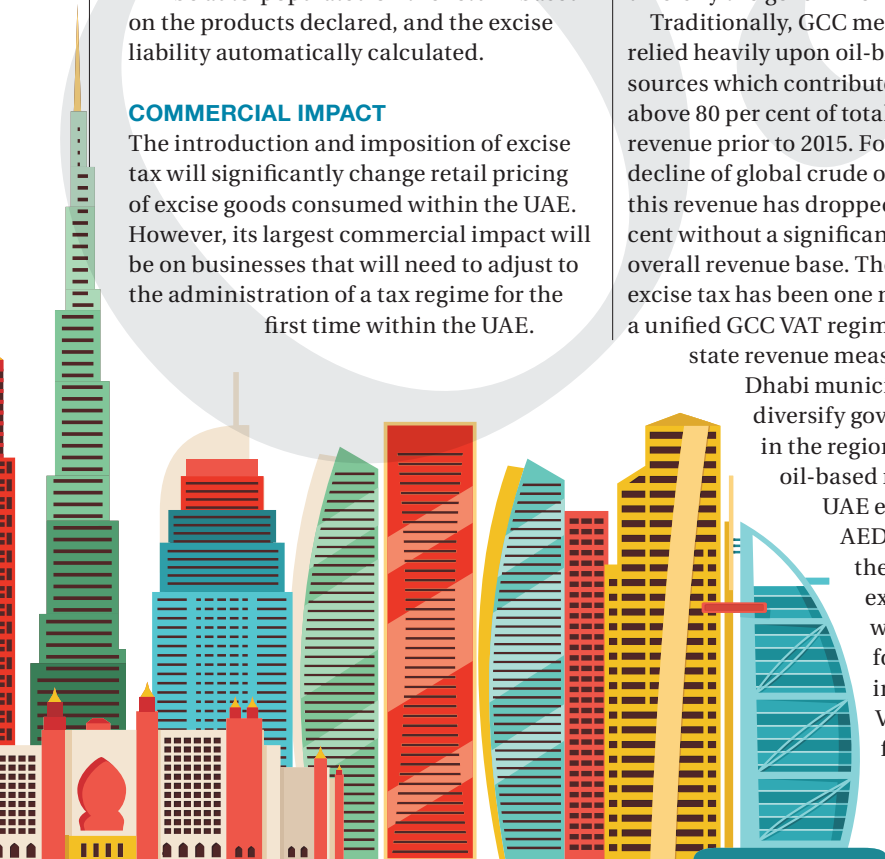 on the products declared, and the excise
liability automatically calculated.
COMMERCIAL IMPACT
The introduction and imposition of excise
tax will significantly change retail pricing
of excise goods consumed within the UAE.
However, its largest commercial impact will
be on businesses that will need to adjust to
the administration of a tax regime for the
first time within the UAE.
Traditionally, GCC me
relied heavily upon oil-b
sources which contribut
above 80 per cent of total
revenue prior to 2015. Fo
decline of global crude o
this revenue has dropped
cent without a significan
overall revenue base. The
excise tax has been one
a unified GCC VAT regim
state revenue meas
Dhabi munici
diversify gov
in the region
oil-based
UAE e
AED
the
ex
w
fo
in
V
f